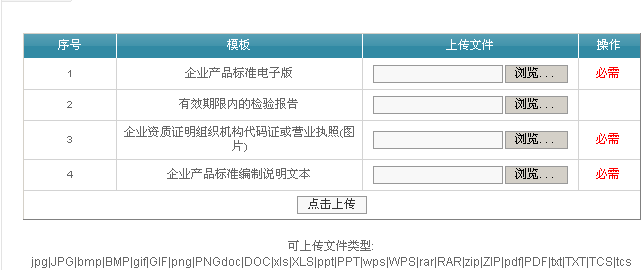 序号 模板 上传文件 操作
1 企业产品标准电子版 浏览... 必需
2 有效期限内的检验报告 浏览...
3 企业资质证明组织机构代码证或营业执照(图 浏览... 必需
片)
4 企业产品标准编制说明文本 浏览... 必需
点击上传
可上传文件类型:
jpg|JPG|bmp|BMP|gif|GIF|png|PNGdoc|DOC|xls|XLS|ppt|PPT|wps|WPS|rar|RAR|zip|ZIP|pdf|PDF|txt|TXT|TCS|tcs